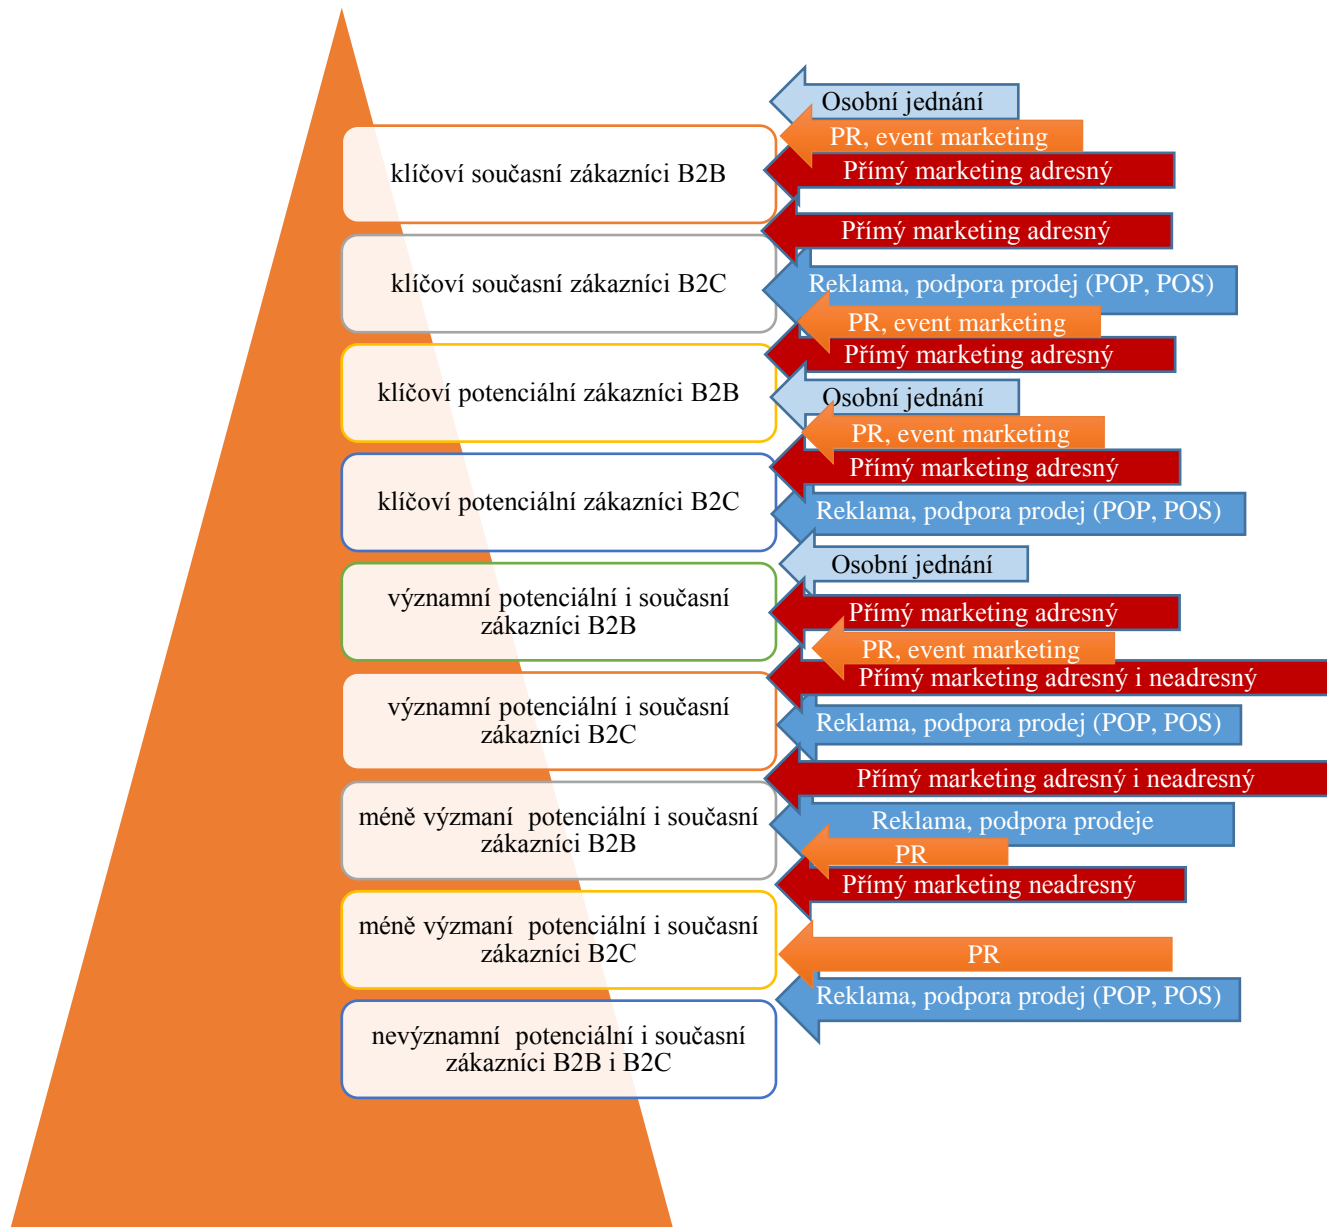 Osobní jednání
PR, event marketing
klíčoví současní zákazníci B2B
Přímý marketing adresný
Přímý marketing adresný
klíčoví současní zákazníci B2C
Reklama, podpora prodej (POP, POS)
PR, event marketing
Přímý marketing adresný
klíčoví potenciální zákazníci B2B
Osobní jednání
PR, event marketing
Přímý marketing adresný
klíčoví potenciální zákazníci B2C
Reklama, podpora prodej (POP, POS)
Osobní jednání
významní potenciální i současní
zákazníci B2B
Přímý marketing adresný
PR, event marketing
Přímý marketing adresný i neadresný
významní potenciální i současní
zákazníci B2C
Reklama, podpora prodej (POP, POS)
Přímý marketing adresný i neadresný
méně výzmaní  potenciální i současní
zákazníci B2B
Reklama, podpora prodeje
PR
Přímý marketing neadresný
méně výzmaní  potenciální i současní
zákazníci B2C
PR
Reklama, podpora prodej (POP, POS)
nevýznamní  potenciální i současní
zákazníci B2B i B2C